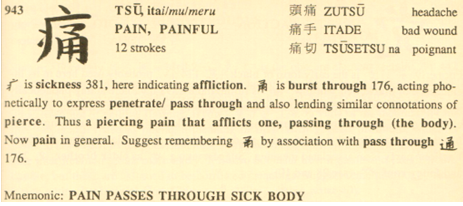 943 痛 TSŪ, itai/mu/meru 頭痛 ZUTSŪ headache
PAIN, PAINFUL 痛手 ITADE bad wound
12 strokes 痛切 TSŪSETSU na poignant
疒 is sickness 381, here indicating affliction. 甬 is burst through 176, acting pho-
netically to express penetrate/ pass through and also lending similar connotations of
pierce. Thus a piercing pain that afflicts one, passing through (the body).
Now pain in general. Suggest remembering 甬 by association with pass through 通
176.
Mnemonic: PAIN PASSES THROUGH SICK BODY